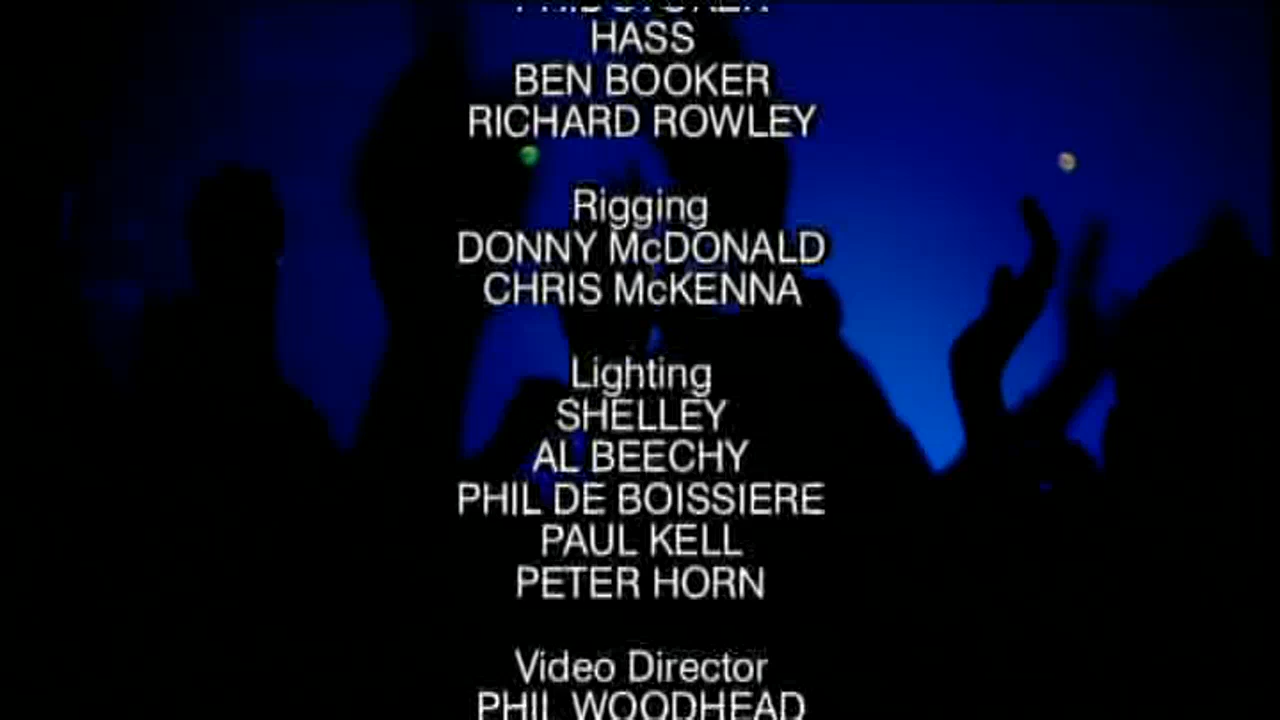 HASS
BEN BOOKER
RICHARD ROWLEY
Rigging
DONNY McDONALD
CHRIS McKENNA
Lighting
SHELLEY
AL BEECHY
PHIL DE BOISSIERE
PAUL KELL
PETER HORN
Video Director
PHIL WOODHEAD